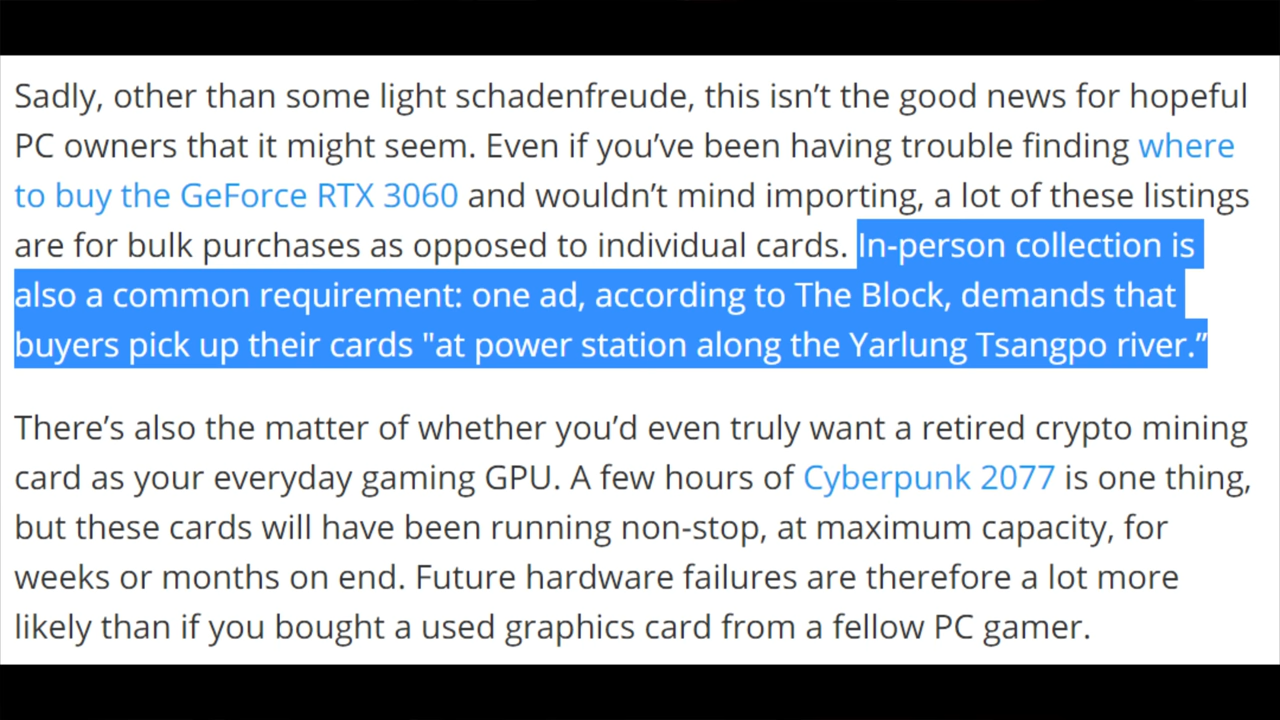 Sadly, other than some light schadenfreude, this isn’t the good news for hopeful
PC owners that it might seem. Even if you’ve been having trouble finding where
to buy the GeForce RTX 3060 and wouldn’t mind importing, a lot of these listings
are for bulk purchases as opposed to individual cards. In-person collection is
also a common requirement: one ad, according to The Block, demands that
buyers pick up their cards "at power station along the Yarlung Tsangpo river.”
There’s also the matter of whether you’d even truly want a retired crypto mining
card as your everyday gaming GPU. A few hours of Cyberpunk 2077 is one thing,
but these cards will have been running non-stop, at maximum capacity, for
weeks or months on end. Future hardware failures are therefore a lot more
likely than if you bought a used graphics card from a fellow PC gamer.